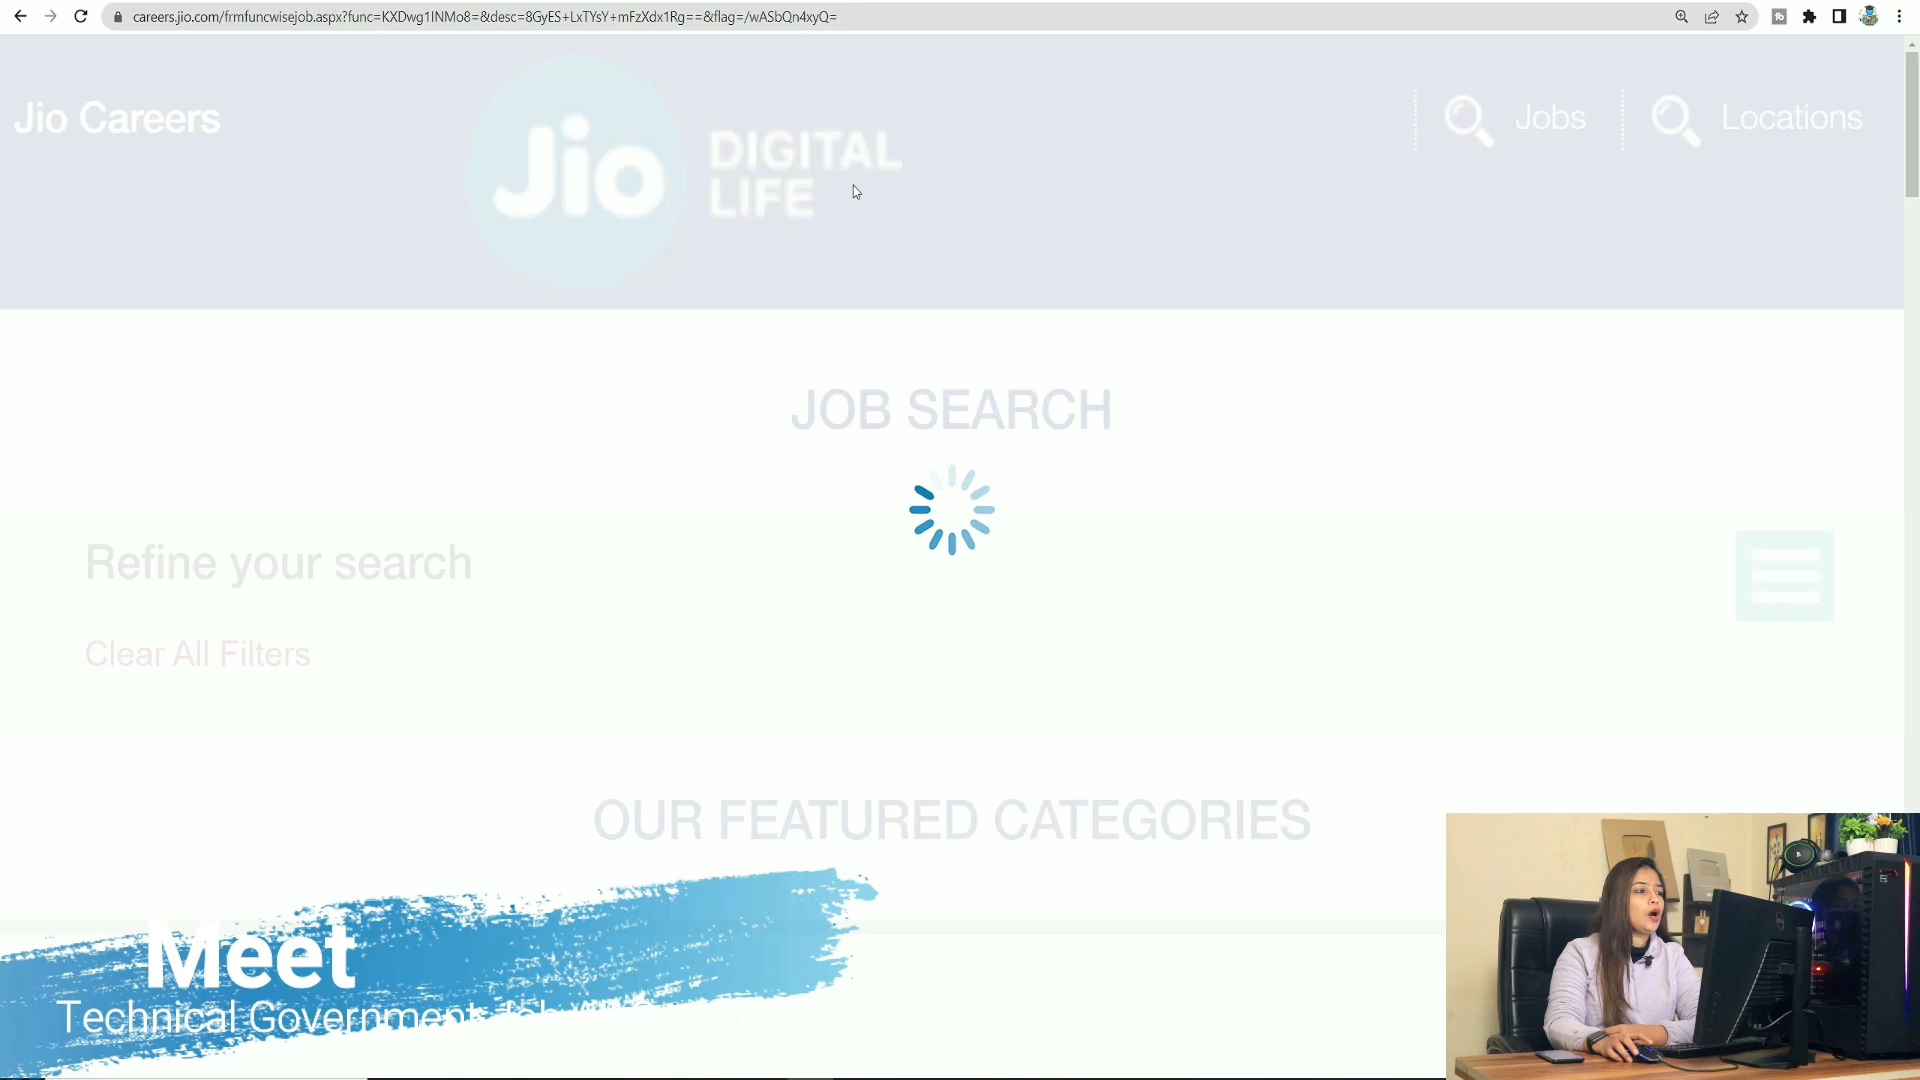 careers.jio.com/frmfuncwisejob.aspx?func=KXDwg1INMo8=&desc=8GyES+LxTYsY+mFzXdx1Rg==&flag=/wASbQn4xyQ=
Jio Careers
Jio
DIGITAL
LIFE
Jobs
Locations
JOB SEARCH
Refine your search
Clear All Filters
OUR FEATURED CATEGORIES
Meet
Technical Government Job